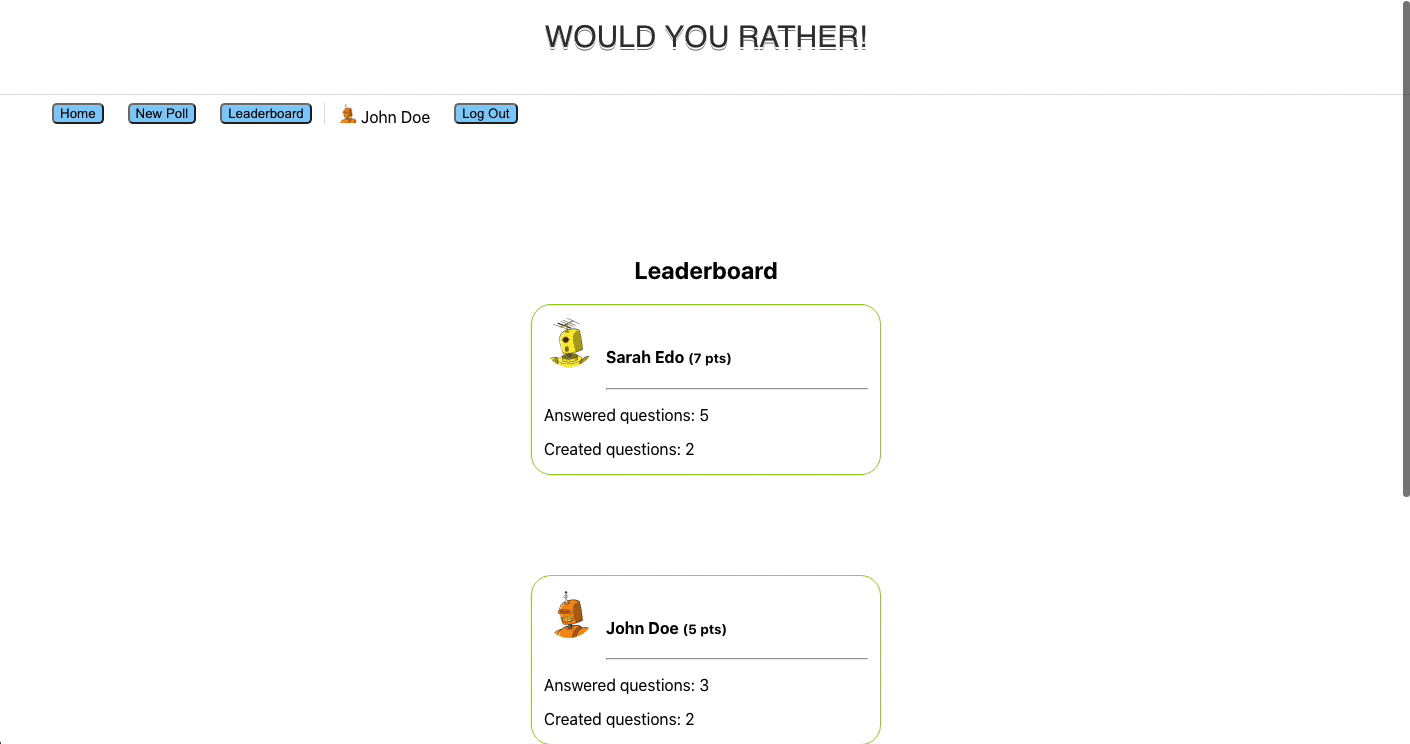 WOULD YOU RATHER!
Home New Poll Leaderboard John Doe Log Out
Leaderboard
Sarah Edo (7 pts)
Answered questions: 5
Created questions: 2
John Doe (5 pts)
Answered questions: 3
Created questions: 2